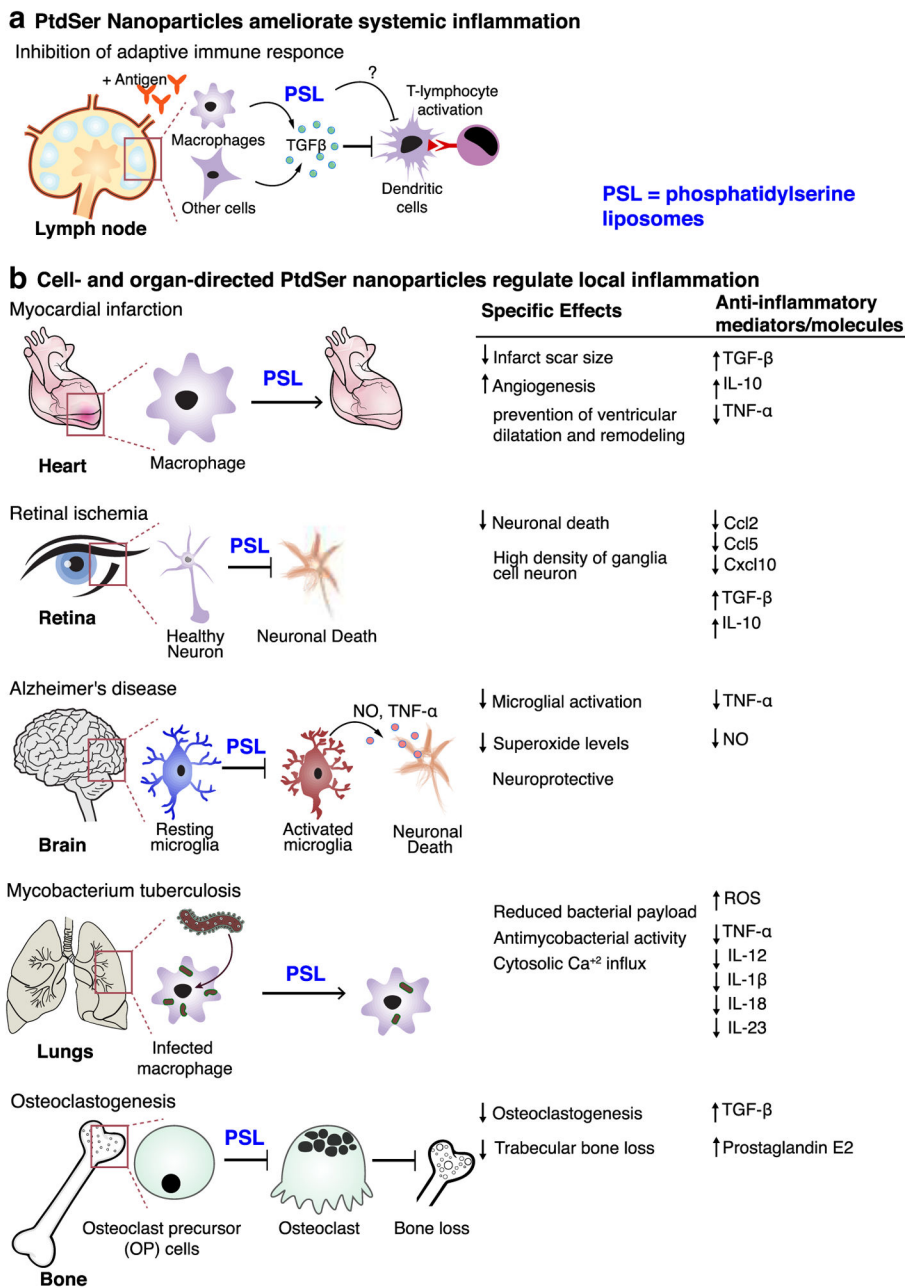 a PtdSer Nanoparticles ameliorate systemic inflammation
Inhibition of adaptive immune responce
+ Antigen
PSL
?
T-lymphocyte
activation
Macrophages
TGFβ
Other cells
Dendritic
cells
Lymph node
PSL = phosphatidylserine
liposomes
b Cell- and organ-directed PtdSer nanoparticles regulate local inflammation
Myocardial infarction
Specific Effects
Anti-inflammatory
mediators/molecules
PSL
Heart
Macrophage
↓ Infarct scar size
↑ Angiogenesis
prevention of ventricular
dilatation and remodeling
↑ TGF-β
↑ IL-10
↓ TNF-α
Retinal ischemia
PSL
Retina
Healthy
Neuron
Neuronal Death
↓ Neuronal death
High density of ganglia
cell neuron
↓ Ccl2
↓ Ccl5
↓ Cxcl10
↑ TGF-β
↑ IL-10
Alzheimer's disease
NO, TNF-α
PSL
Brain
Resting
microglia
Activated
microglia
Neuronal
Death
↓ Microglial activation
↓ Superoxide levels
Neuroprotective
↓ TNF-α
↓ NO
Mycobacterium tuberculosis
PSL
Lungs
Infected
macrophage
Reduced bacterial payload
Antimycobacterial activity
Cytosolic Ca⁺² influx
↑ ROS
↓ TNF-α
↓ IL-12
↓ IL-1β
↓ IL-18
↓ IL-23
Osteoclastogenesis
PSL
Bone
Osteoclast precursor
(OP) cells
Osteoclast
Bone loss
↓ Osteoclastogenesis
↓ Trabecular bone loss
↑ TGF-β
↑ Prostaglandin E2